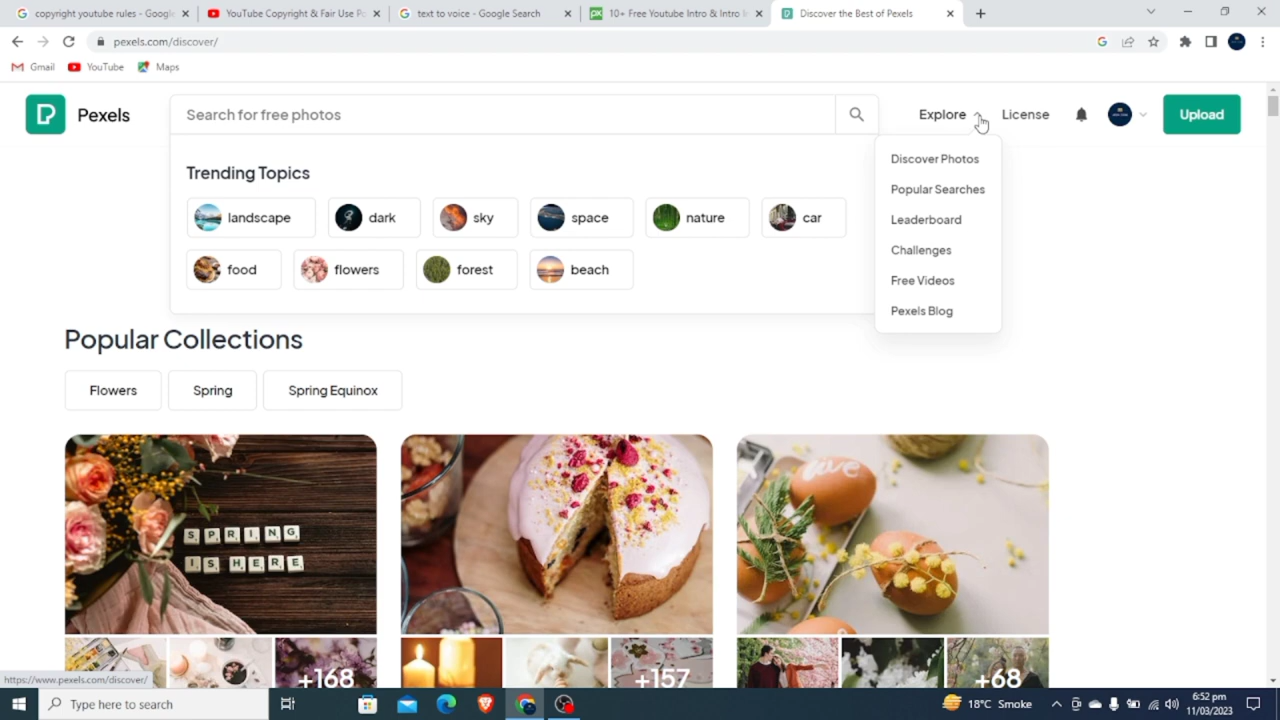 copyright youtube rules - Google
YouTube Copyright & Fair Use Po
text to voice - Google Search
10+ Free Youtube Intro & Intro
Discover the Best of Pexels
pexels.com/discover/
Gmail
YouTube
Maps
Pexels
Search for free photos
Explore
License
Upload
Trending Topics
landscape
dark
sky
space
nature
car
food
flowers
forest
beach
Discover Photos
Popular Searches
Leaderboard
Challenges
Free Videos
Pexels Blog
Popular Collections
Flowers
Spring
Spring Equinox
SPRING
IS HERE
live
+168
+157
+68
https://www.pexels.com/discover/
Type here to search
18°C Smoke
6:52 pm
11/03/2023